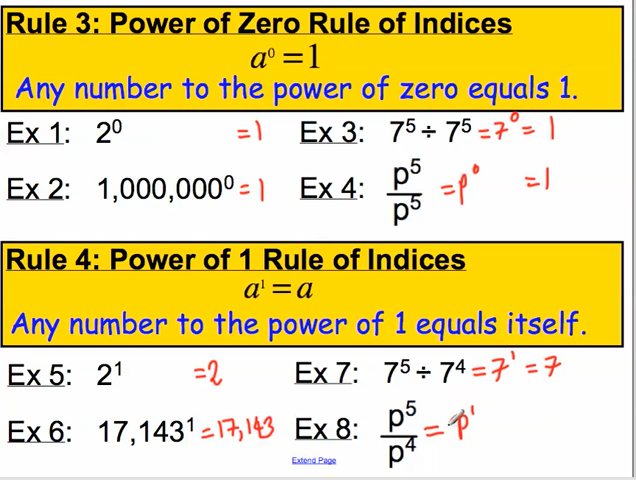 Rule 3: Power of Zero Rule of Indices
a⁰ = 1
Any number to the power of zero equals 1.
Ex 1: 2⁰ =1 Ex 3: 7⁵ ÷ 7⁵ =7⁰= 1
Ex 2: 1,000,000⁰ =1 Ex 4: p⁵/p⁵ =p⁰ =1
Rule 4: Power of 1 Rule of Indices
a¹ = a
Any number to the power of 1 equals itself.
Ex 5: 2¹ =2 Ex 7: 7⁵ ÷ 7⁴ =7¹ =7
Ex 6: 17,143¹ =17,143 Ex 8: p⁵/p⁴ =p¹
Extend Page